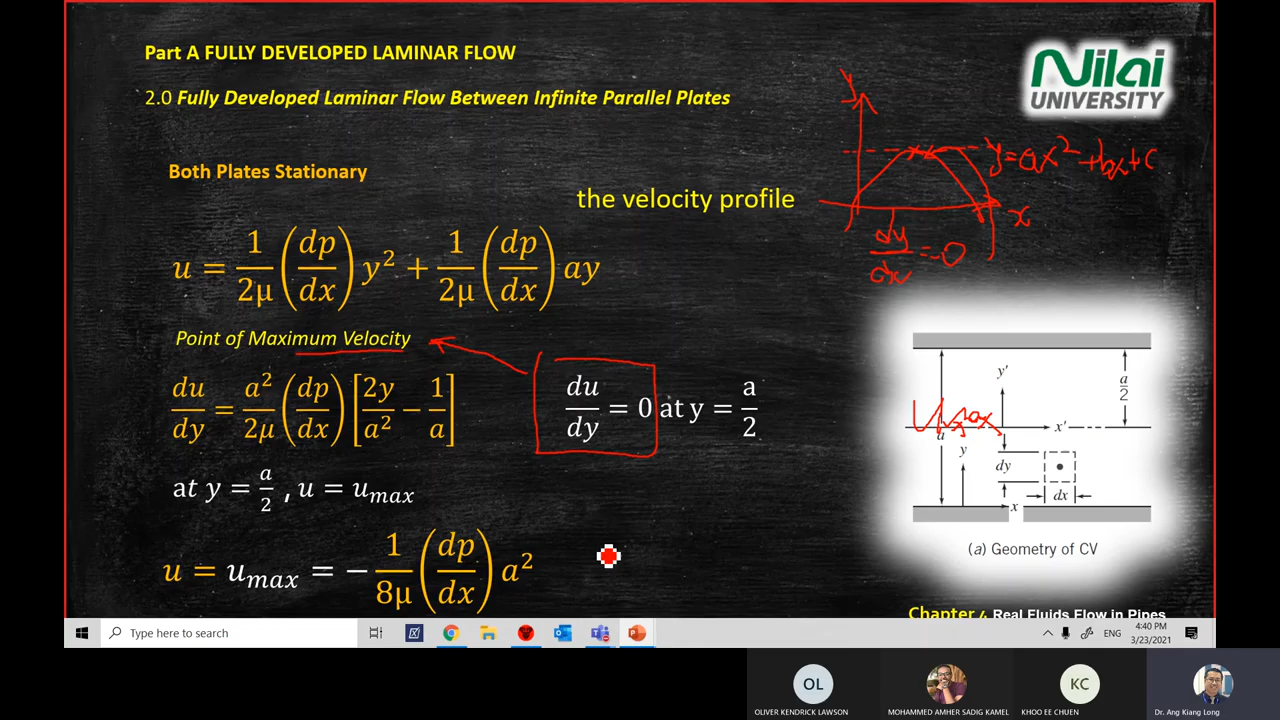 Part A FULLY DEVELOPED LAMINAR FLOW
Nilai
UNIVERSITY
2.0 Fully Developed Laminar Flow Between Infinite Parallel Plates
y
y=ax²+bx+c
x
dy/dx=0
Both Plates Stationary
the velocity profile
u = 1/2μ (dp/dx) y² + 1/2μ (dp/dx) ay
Point of Maximum Velocity
du/dy = a²/2μ (dp/dx) [2y/a² − 1/a]
du/dy = 0 at y = a/2
at y = a/2 , u = u_max
u = u_max = − 1/8μ (dp/dx) a²
y'
a/2
Umax
x'
a
y
dy
dx
x
(a) Geometry of CV
Chapter 4 Real Fluids Flow in Pipes
Type here to search
ENG
4:40 PM
3/23/2021
OL
KC
OLIVER KENDRICK LAWSON
MOHAMMED AMHER SADIG KAMEL
KHOO EE CHUEN
Dr. Ang Kiang Long